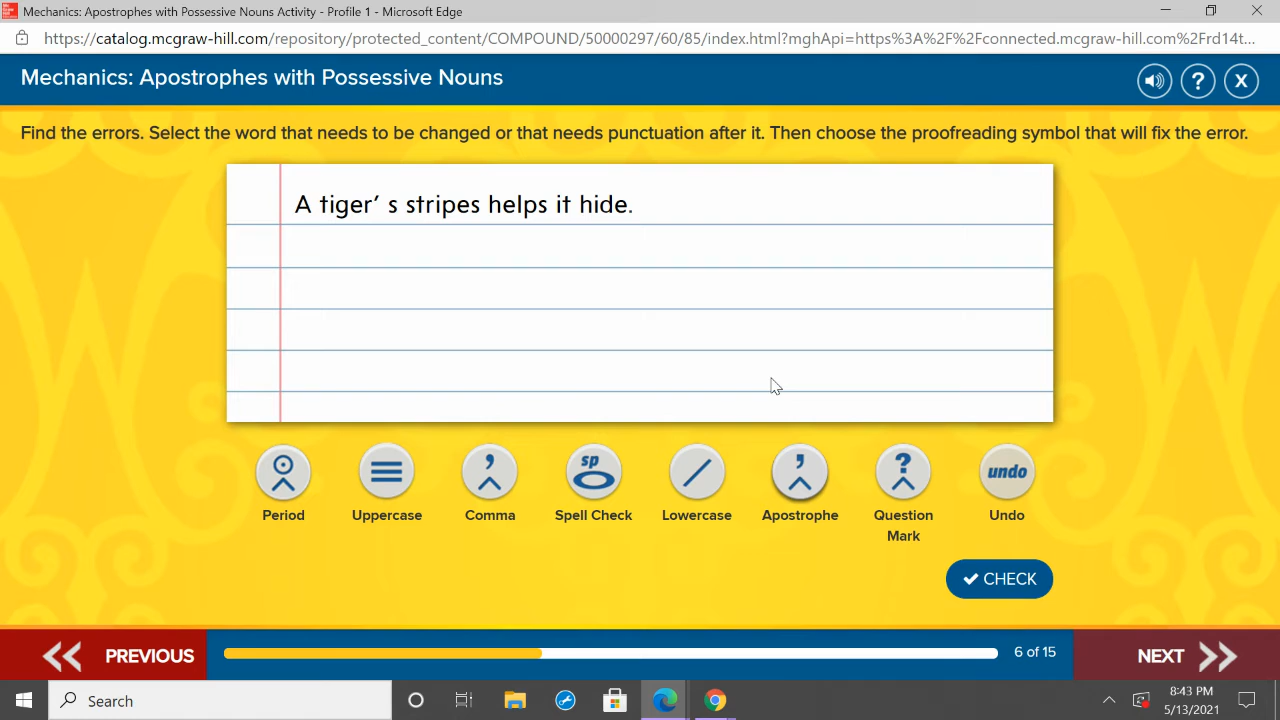 Mechanics: Apostrophes with Possessive Nouns Activity - Profile 1 - Microsoft Edge
https://catalog.mcgraw-hill.com/repository/protected_content/COMPOUND/50000297/60/85/index.html?mghApi=https%3A%2F%2Fconnected.mcgraw-hill.com%2Frd14t...
Mechanics: Apostrophes with Possessive Nouns
? X
Find the errors. Select the word that needs to be changed or that needs punctuation after it. Then choose the proofreading symbol that will fix the error.
A tiger’ s stripes helps it hide.
sp ? undo
Period Uppercase Comma Spell Check Lowercase Apostrophe Question Mark Undo
CHECK
PREVIOUS 6 of 15 NEXT
Search
8:43 PM
5/13/2021